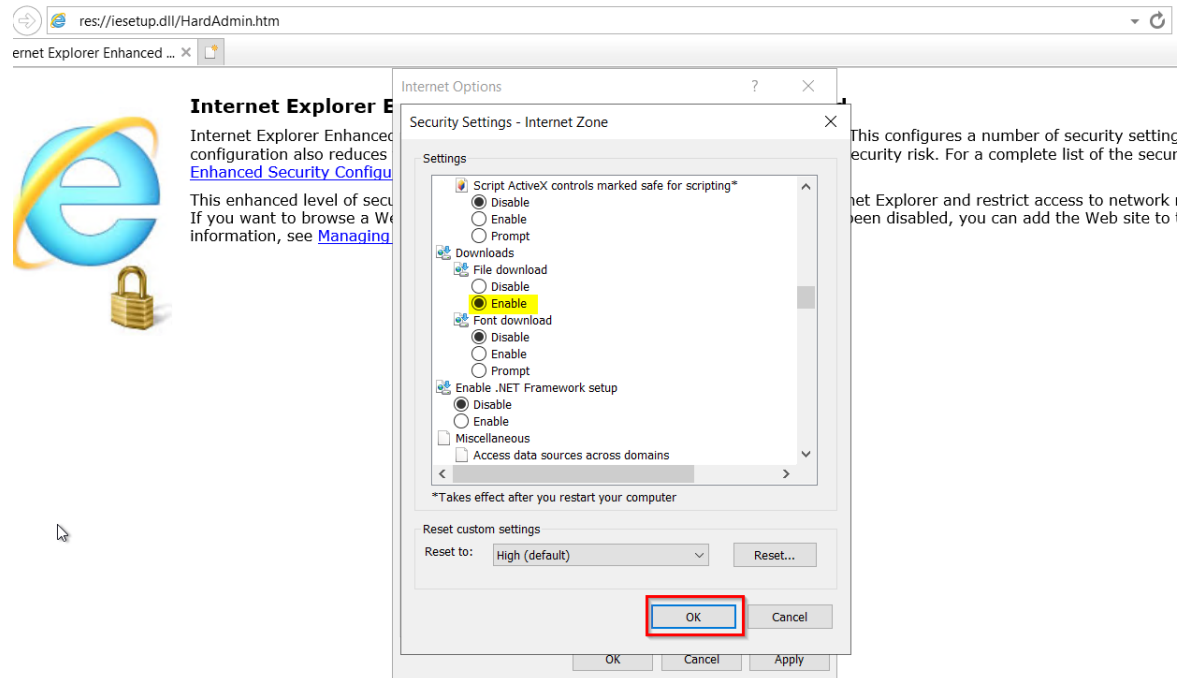 res://iesetup.dll/HardAdmin.htm
ernet Explorer Enhanced ...
Internet Options
?
Internet Explorer E
d
Security Settings - Internet Zone
Internet Explorer Enhanced
This configures a number of security setting
configuration also reduces
ecurity risk. For a complete list of the secur
Enhanced Security Configu
This enhanced level of secu
net Explorer and restrict access to network
If you want to browse a We
been disabled, you can add the Web site to
information, see Managing
Settings
Script ActiveX controls marked safe for scripting*
Disable
Enable
Prompt
Downloads
File download
Disable
Enable
Font download
Disable
Enable
Prompt
Enable .NET Framework setup
Disable
Enable
Miscellaneous
Access data sources across domains
*Takes effect after you restart your computer
Reset custom settings
Reset to:
High (default)
Reset...
OK
Cancel
OK
Cancel
Apply